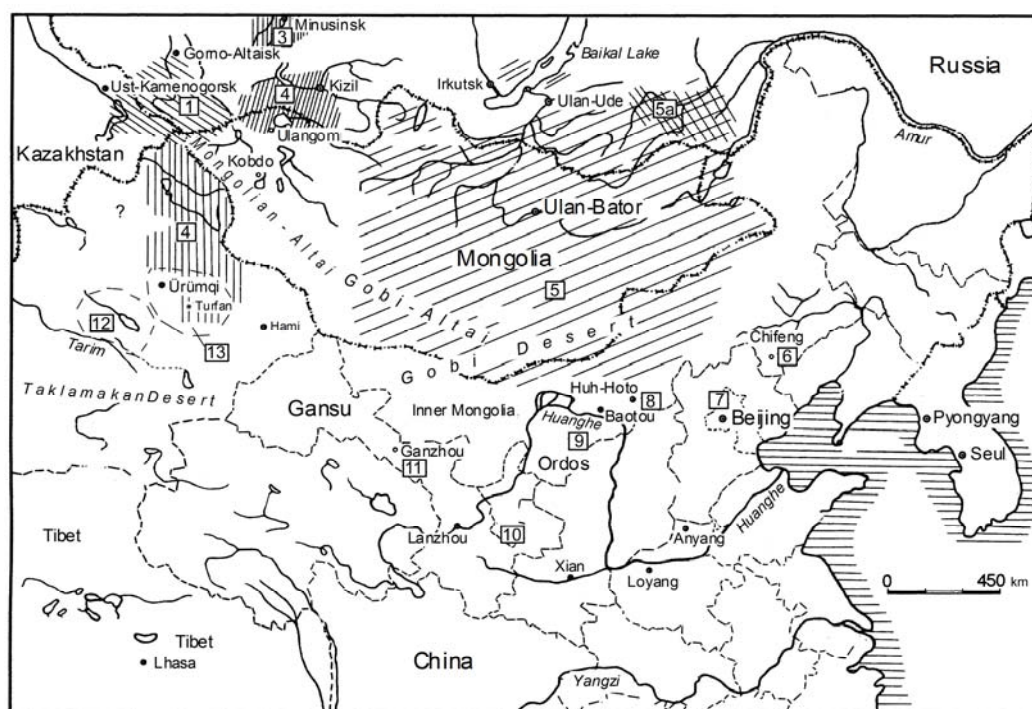 Minusinsk
3
Gorno-Altaisk
Baikal Lake
Russia
Ust-Kamenogorsk
1
4
Kizil
Irkutsk
Ulan-Ude
5a
Ulangom
Amur
Kazakhstan
Kobdo
Mongolian-Altai
?
4
Ulan-Bator
Mongolia
5
Gobi-Altai
Ürümqi
Turfan
12
Hami
Tarim
13
Gobi Desert
Chifeng
6
Taklamakan Desert
Gansu
Inner Mongolia
Huh-Hoto
8
7
Huanghe
Baotou
Beijing
Pyongyang
9
Ordos
Ganzhou
11
Seul
Tibet
Lanzhou
10
Anyang
Huanghe
Xian
Loyang
0 450 km
Tibet
Lhasa
China
Yangzi